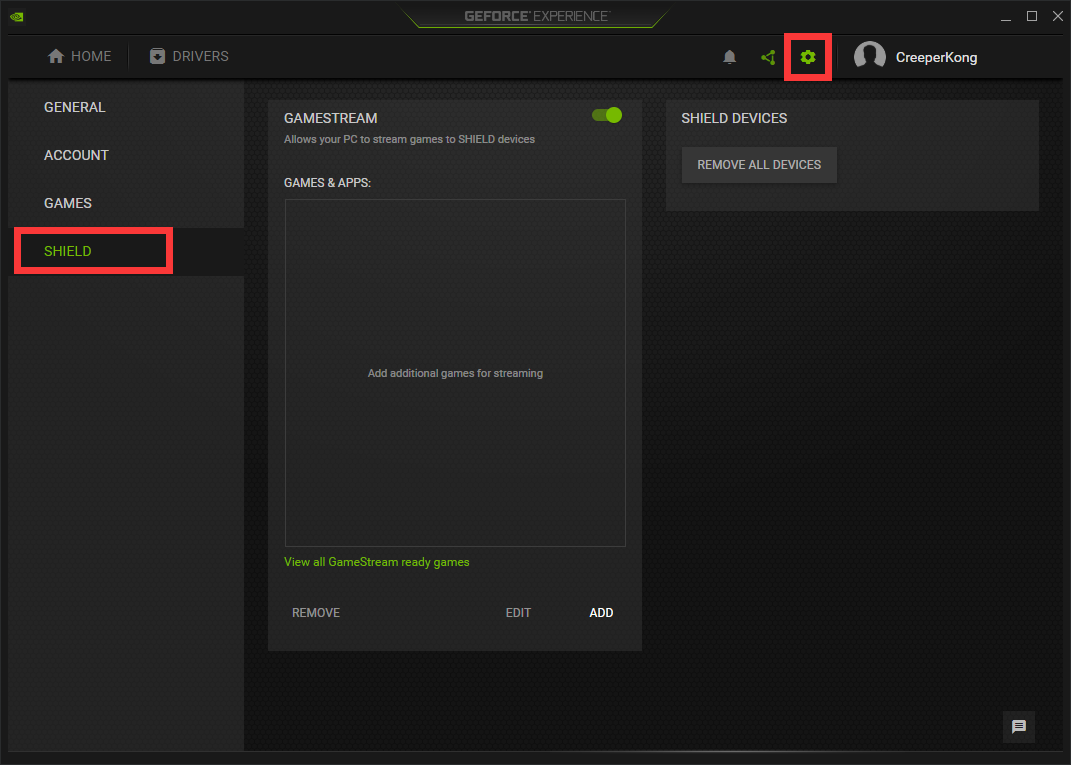 GEFORCE® EXPERIENCE™
HOME
DRIVERS
CreeperKong
GENERAL
ACCOUNT
GAMES
SHIELD
GAMESTREAM
Allows your PC to stream games to SHIELD devices
GAMES & APPS:
Add additional games for streaming
View all GameStream ready games
REMOVE
EDIT
ADD
SHIELD DEVICES
REMOVE ALL DEVICES